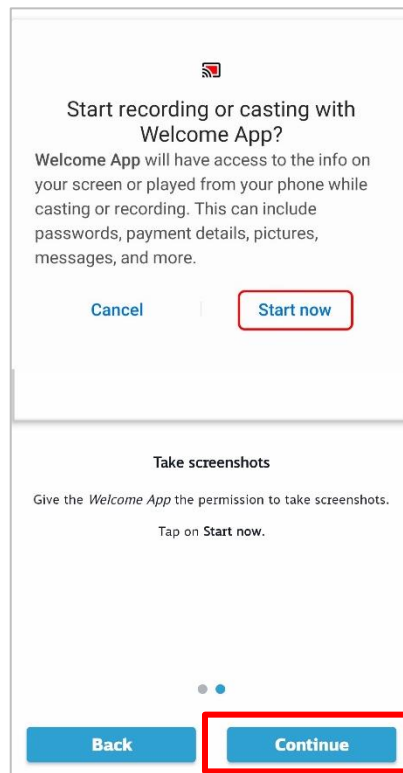 Start recording or casting with
Welcome App?
Welcome App will have access to the info on
your screen or played from your phone while
casting or recording. This can include
passwords, payment details, pictures,
messages, and more.
Cancel Start now
Take screenshots
Give the Welcome App the permission to take screenshots.
Tap on Start now.
Back Continue